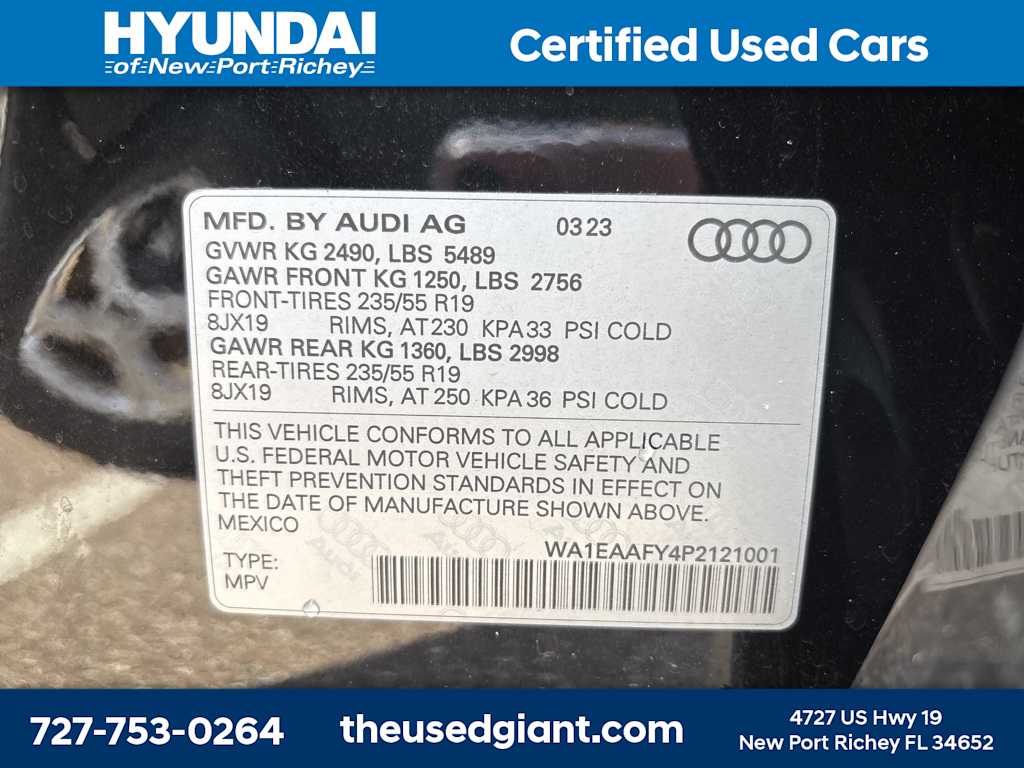 HYUNDAI
of New Port Richey
Certified Used Cars
MFD. BY AUDI AG 03 23
GVWR KG 2490, LBS 5489
GAWR FRONT KG 1250, LBS 2756
FRONT-TIRES 235/55 R19
8JX19 RIMS, AT 230 KPA 33 PSI COLD
GAWR REAR KG 1360, LBS 2998
REAR-TIRES 235/55 R19
8JX19 RIMS, AT 250 KPA 36 PSI COLD
THIS VEHICLE CONFORMS TO ALL APPLICABLE
U.S. FEDERAL MOTOR VEHICLE SAFETY AND
THEFT PREVENTION STANDARDS IN EFFECT ON
THE DATE OF MANUFACTURE SHOWN ABOVE.
MEXICO
WA1EAAFY4P2121001
TYPE:
MPV
727-753-0264
theusedgiant.com
4727 US Hwy 19
New Port Richey FL 34652